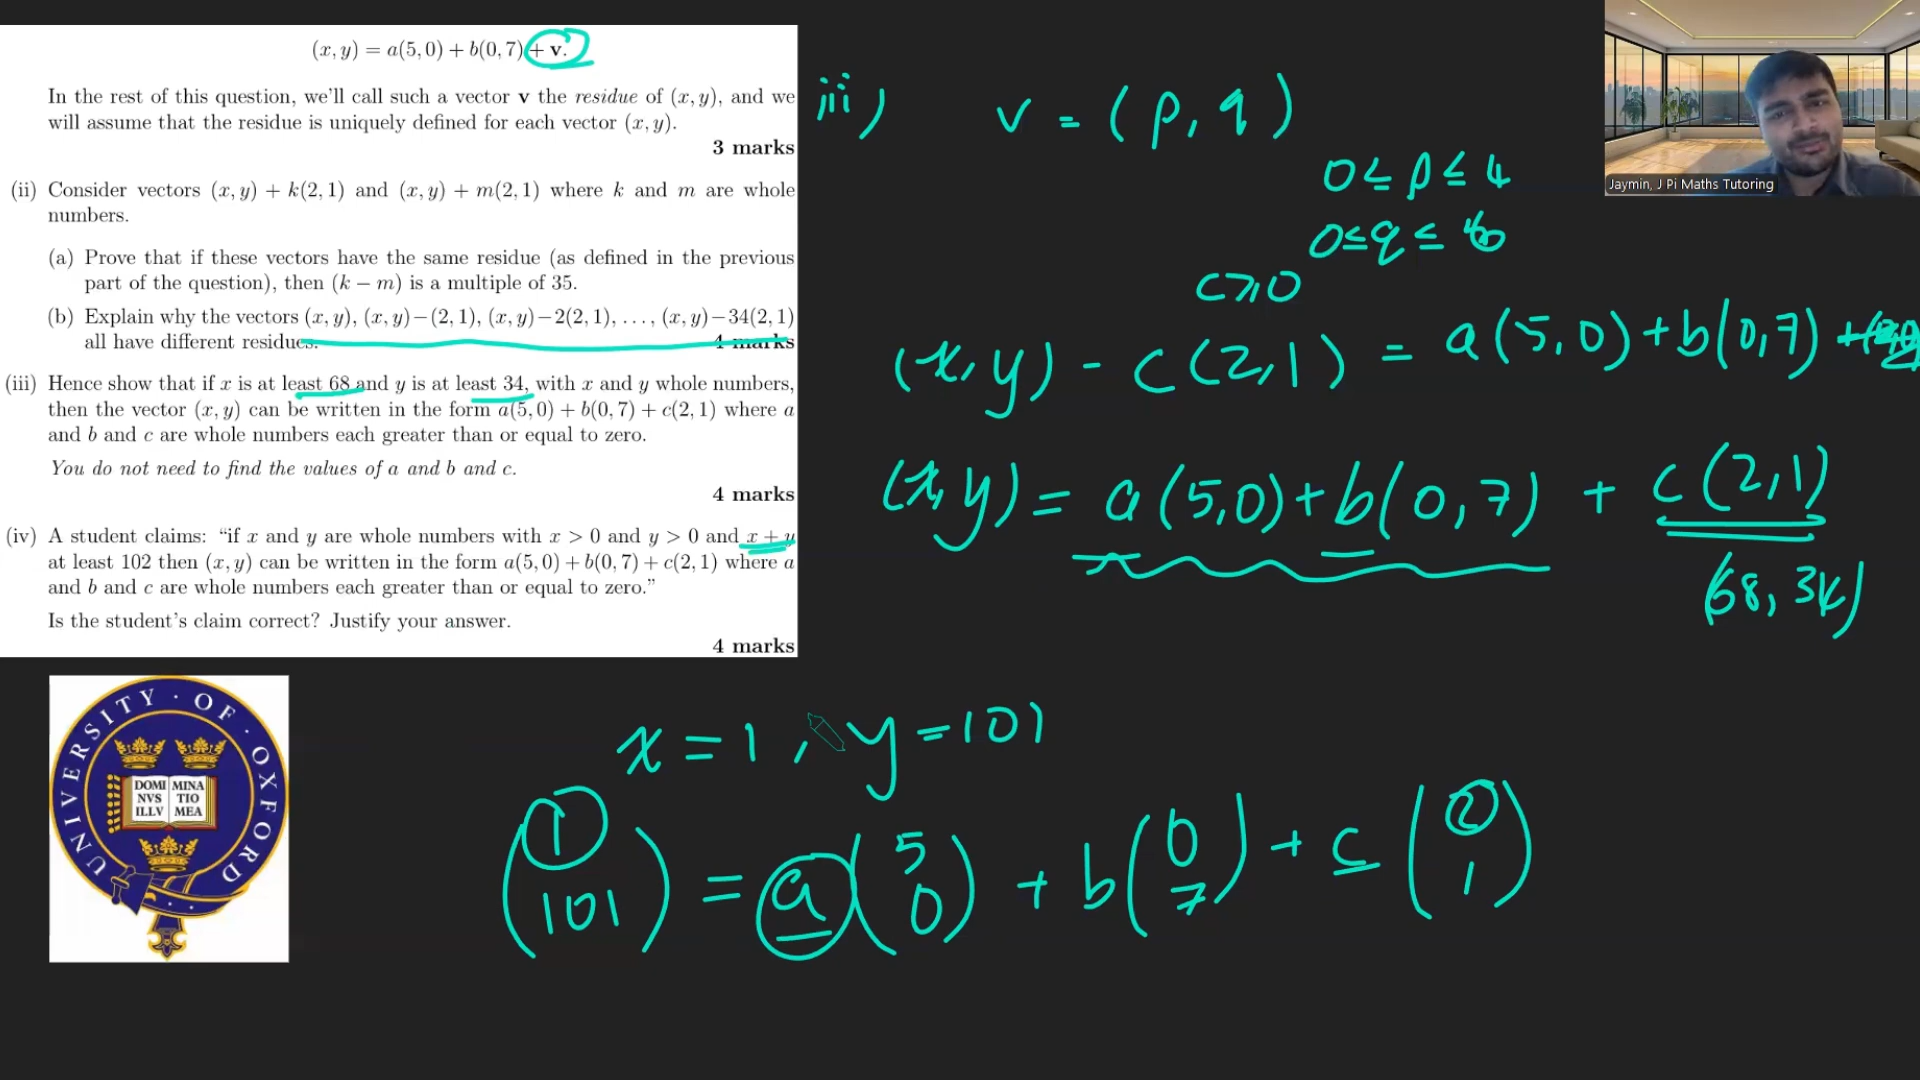 (x, y) = a(5, 0) + b(0, 7) + v.
In the rest of this question, we'll call such a vector v the residue of (x, y), and we
will assume that the residue is uniquely defined for each vector (x, y).
3 marks
(ii) Consider vectors (x, y) + k(2, 1) and (x, y) + m(2, 1) where k and m are whole
numbers.
(a) Prove that if these vectors have the same residue (as defined in the previous
part of the question), then (k − m) is a multiple of 35.
(b) Explain why the vectors (x, y), (x, y)−(2, 1), (x, y)−2(2, 1), . . . , (x, y)−34(2, 1)
all have different residues.
4 marks
(iii) Hence show that if x is at least 68 and y is at least 34, with x and y whole numbers,
then the vector (x, y) can be written in the form a(5, 0) + b(0, 7) + c(2, 1) where a
and b and c are whole numbers each greater than or equal to zero.
You do not need to find the values of a and b and c.
4 marks
(iv) A student claims: “if x and y are whole numbers with x > 0 and y > 0 and x + y
at least 102 then (x, y) can be written in the form a(5, 0) + b(0, 7) + c(2, 1) where a
and b and c are whole numbers each greater than or equal to zero.”
Is the student's claim correct? Justify your answer.
4 marks
iii) v = (p, q)
0 ≤ p ≤ 4
0 ≤ q ≤ 6
c ≥ 0
(x, y) - c(2, 1) = a(5, 0) + b(0, 7)
(x, y) = a(5, 0) + b(0, 7) + c(2, 1)
(68, 34)
x = 1, y = 101
(1 101) = a(5 0) + b(0 7) + c(2 1)
UNIVERSITY · OF · OXFORD
DOMI MINA
NVS TIO
ILLV MEA
Jaymin, J Pi Maths Tutoring